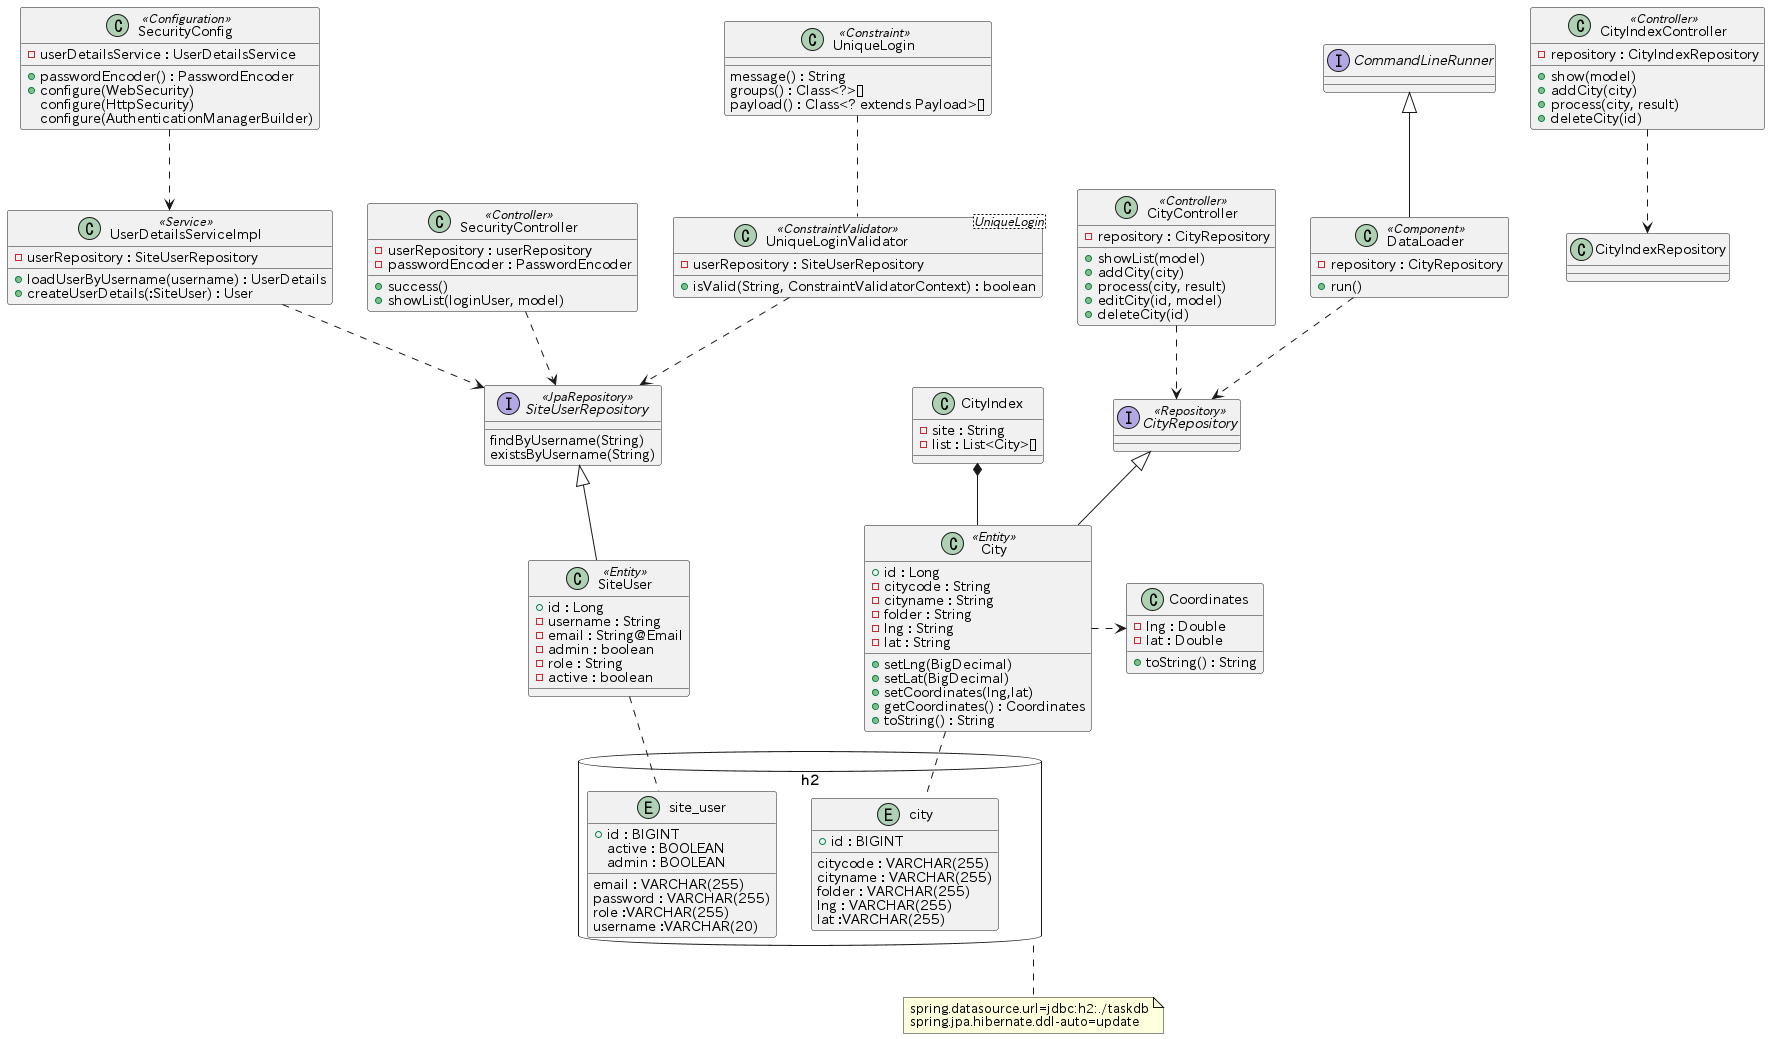 «Configuration»
SecurityConfig
userDetailsService : UserDetailsService
passwordEncoder() : PasswordEncoder
configure(WebSecurity)
configure(HttpSecurity)
configure(AuthenticationManagerBuilder)
«Constraint»
UniqueLogin
message() : String
groups() : Class<?>[]
payload() : Class<? extends Payload>[]
CommandLineRunner
«Controller»
CityIndexController
repository : CityIndexRepository
show(model)
addCity(city)
process(city, result)
deleteCity(id)
«Service»
UserDetailsServiceImpl
userRepository : SiteUserRepository
loadUserByUsername(username) : UserDetails
createUserDetails(:SiteUser) : User
«Controller»
SecurityController
userRepository : userRepository
passwordEncoder : PasswordEncoder
success()
showList(loginUser, model)
UniqueLogin
«ConstraintValidator»
UniqueLoginValidator
userRepository : SiteUserRepository
isValid(String, ConstraintValidatorContext) : boolean
«Controller»
CityController
repository : CityRepository
showList(model)
addCity(city)
process(city, result)
editCity(id, model)
deleteCity(id)
«Component»
DataLoader
repository : CityRepository
run()
CityIndexRepository
«JpaRepository»
SiteUserRepository
findByUsername(String)
existsByUsername(String)
CityIndex
site : String
list : List<City>[]
«Repository»
CityRepository
«Entity»
SiteUser
id : Long
username : String
email : String@Email
admin : boolean
role : String
active : boolean
«Entity»
City
id : Long
citycode : String
cityname : String
folder : String
lng : String
lat : String
setLng(BigDecimal)
setLat(BigDecimal)
setCoordinates(lng,lat)
getCoordinates() : Coordinates
toString() : String
Coordinates
lng : Double
lat : Double
toString() : String
h2
site_user
id : BIGINT
active : BOOLEAN
admin : BOOLEAN
email : VARCHAR(255)
password : VARCHAR(255)
role :VARCHAR(255)
username :VARCHAR(20)
city
id : BIGINT
citycode : VARCHAR(255)
cityname : VARCHAR(255)
folder : VARCHAR(255)
lng : VARCHAR(255)
lat :VARCHAR(255)
spring.datasource.url=jdbc:h2:./taskdb
spring.jpa.hibernate.ddl-auto=update